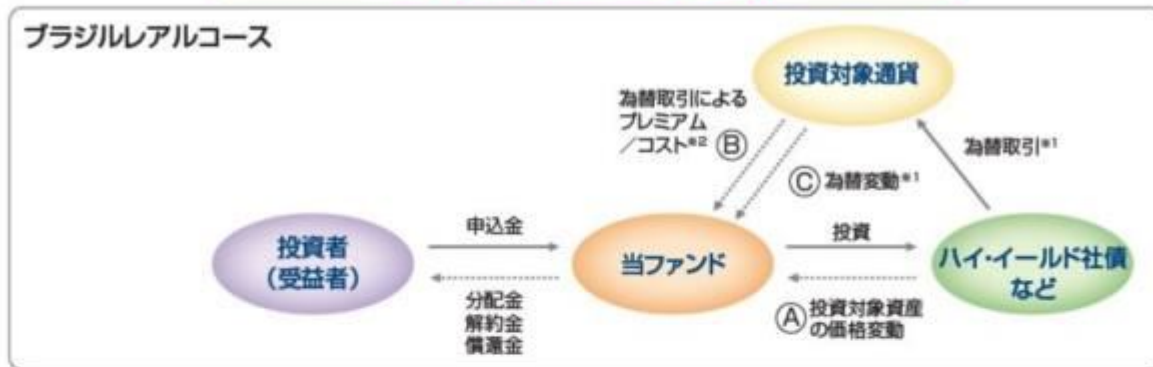 ブラジルレアルコース
投資対象通貨
為替取引による
プレミアム
／コスト※2 Ⓑ
為替取引※1
Ⓒ 為替変動※1
投資者
（受益者）
申込金
分配金
解約金
償還金
当ファンド
投資
Ⓐ 投資対象資産
の価格変動
ハイ・イールド社債
など